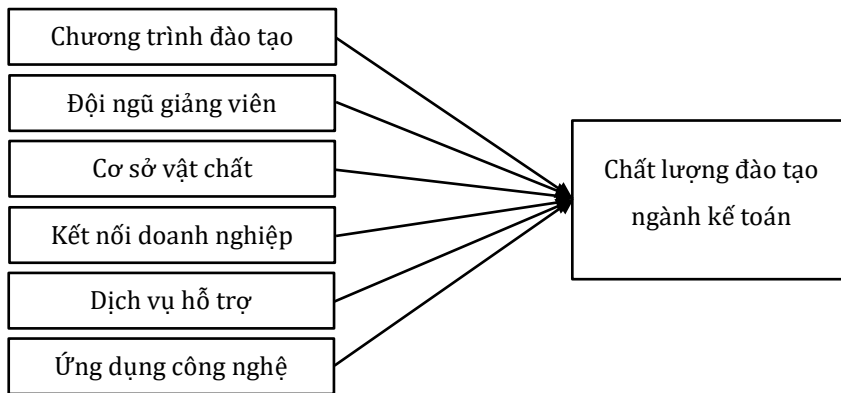 Chương trình đào tạo
Đội ngũ giảng viên
Cơ sở vật chất
Kết nối doanh nghiệp
Dịch vụ hỗ trợ
Ứng dụng công nghệ
Chất lượng đào tạo
ngành kế toán